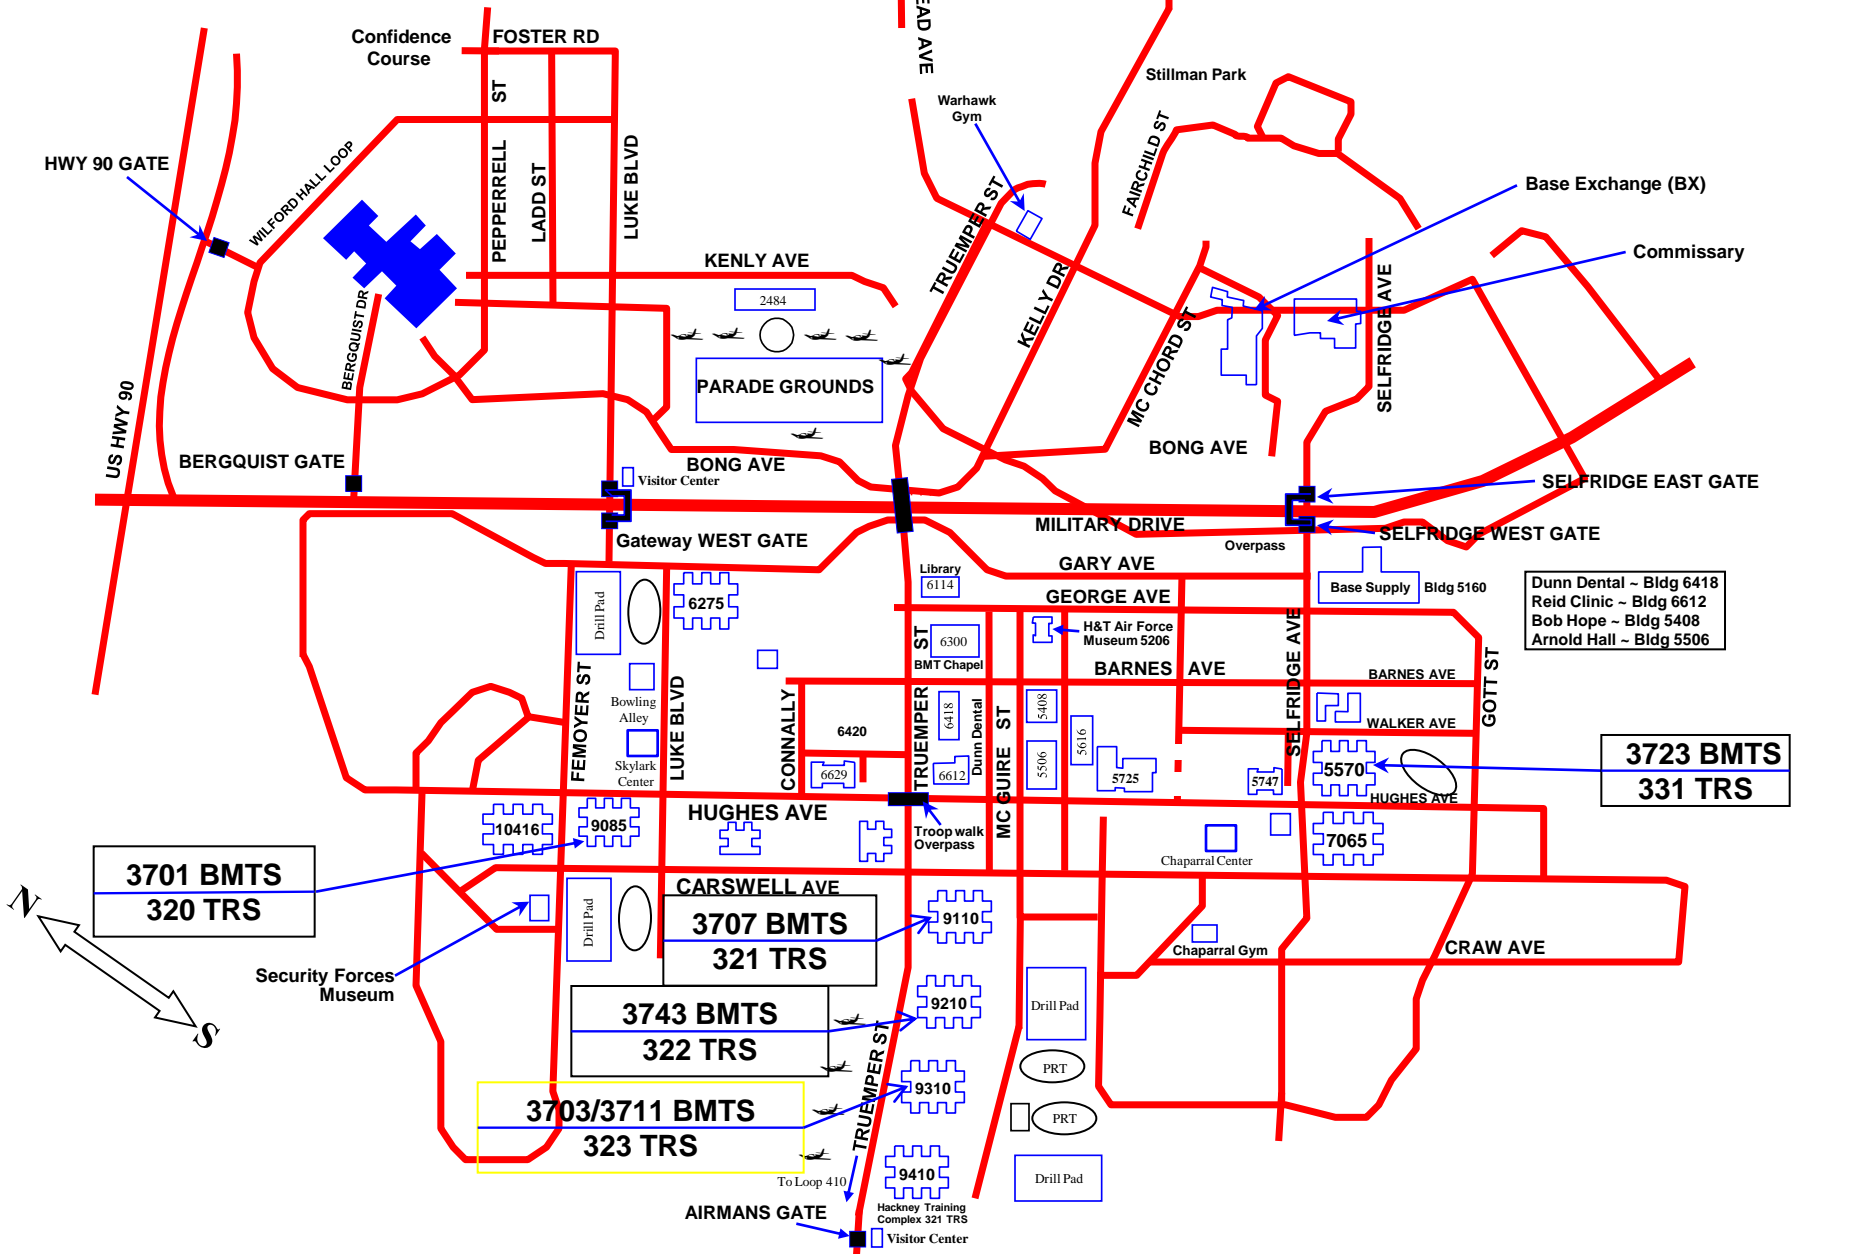 EAD AVE
Confidence
Course
FOSTER RD
PEPPERRELL ST
LADD ST
LUKE BLVD
Stillman Park
Warhawk
Gym
FAIRCHILD ST
HWY 90 GATE
WILFORD HALL LOOP
TRUEMPER ST
Base Exchange (BX)
Commissary
KENLY AVE
KELLY DR
2484
BERGQUIST DR
MC CHORD ST
SELFRIDGE AVE
PARADE GROUNDS
US HWY 90
BERGQUIST GATE
BONG AVE
BONG AVE
Visitor Center
SELFRIDGE EAST GATE
MILITARY DRIVE
SELFRIDGE WEST GATE
Gateway WEST GATE
Overpass
GARY AVE
Library
6114
Base Supply
Bldg 5160
Dunn Dental ~ Bldg 6418
Reid Clinic ~ Bldg 6612
Bob Hope ~ Bldg 5408
Arnold Hall ~ Bldg 5506
GEORGE AVE
Drill Pad
6275
6300
BMT Chapel
H&T Air Force
Museum 5206
BARNES AVE
BARNES AVE
SELFRIDGE AVE
GOTT ST
FEMOYER ST
Bowling
Alley
LUKE BLVD
CONNALLY
6420
TRUEMPER ST
6418
Dunn Dental
MC GUIRE ST
5408
5616
WALKER AVE
Skylark
Center
6629
6612
5506
5725
5747
5570
3723 BMTS
331 TRS
HUGHES AVE
HUGHES AVE
10416
9085
Troop walk
Overpass
Chaparral Center
7065
3701 BMTS
320 TRS
CARSWELL AVE
N
S
Drill Pad
3707 BMTS
321 TRS
9110
Chaparral Gym
CRAW AVE
Security Forces
Museum
3743 BMTS
322 TRS
9210
Drill Pad
TRUEMPER ST
PRT
3703/3711 BMTS
323 TRS
9310
PRT
9410
Drill Pad
To Loop 410
Hackney Training
Complex 321 TRS
AIRMANS GATE
Visitor Center